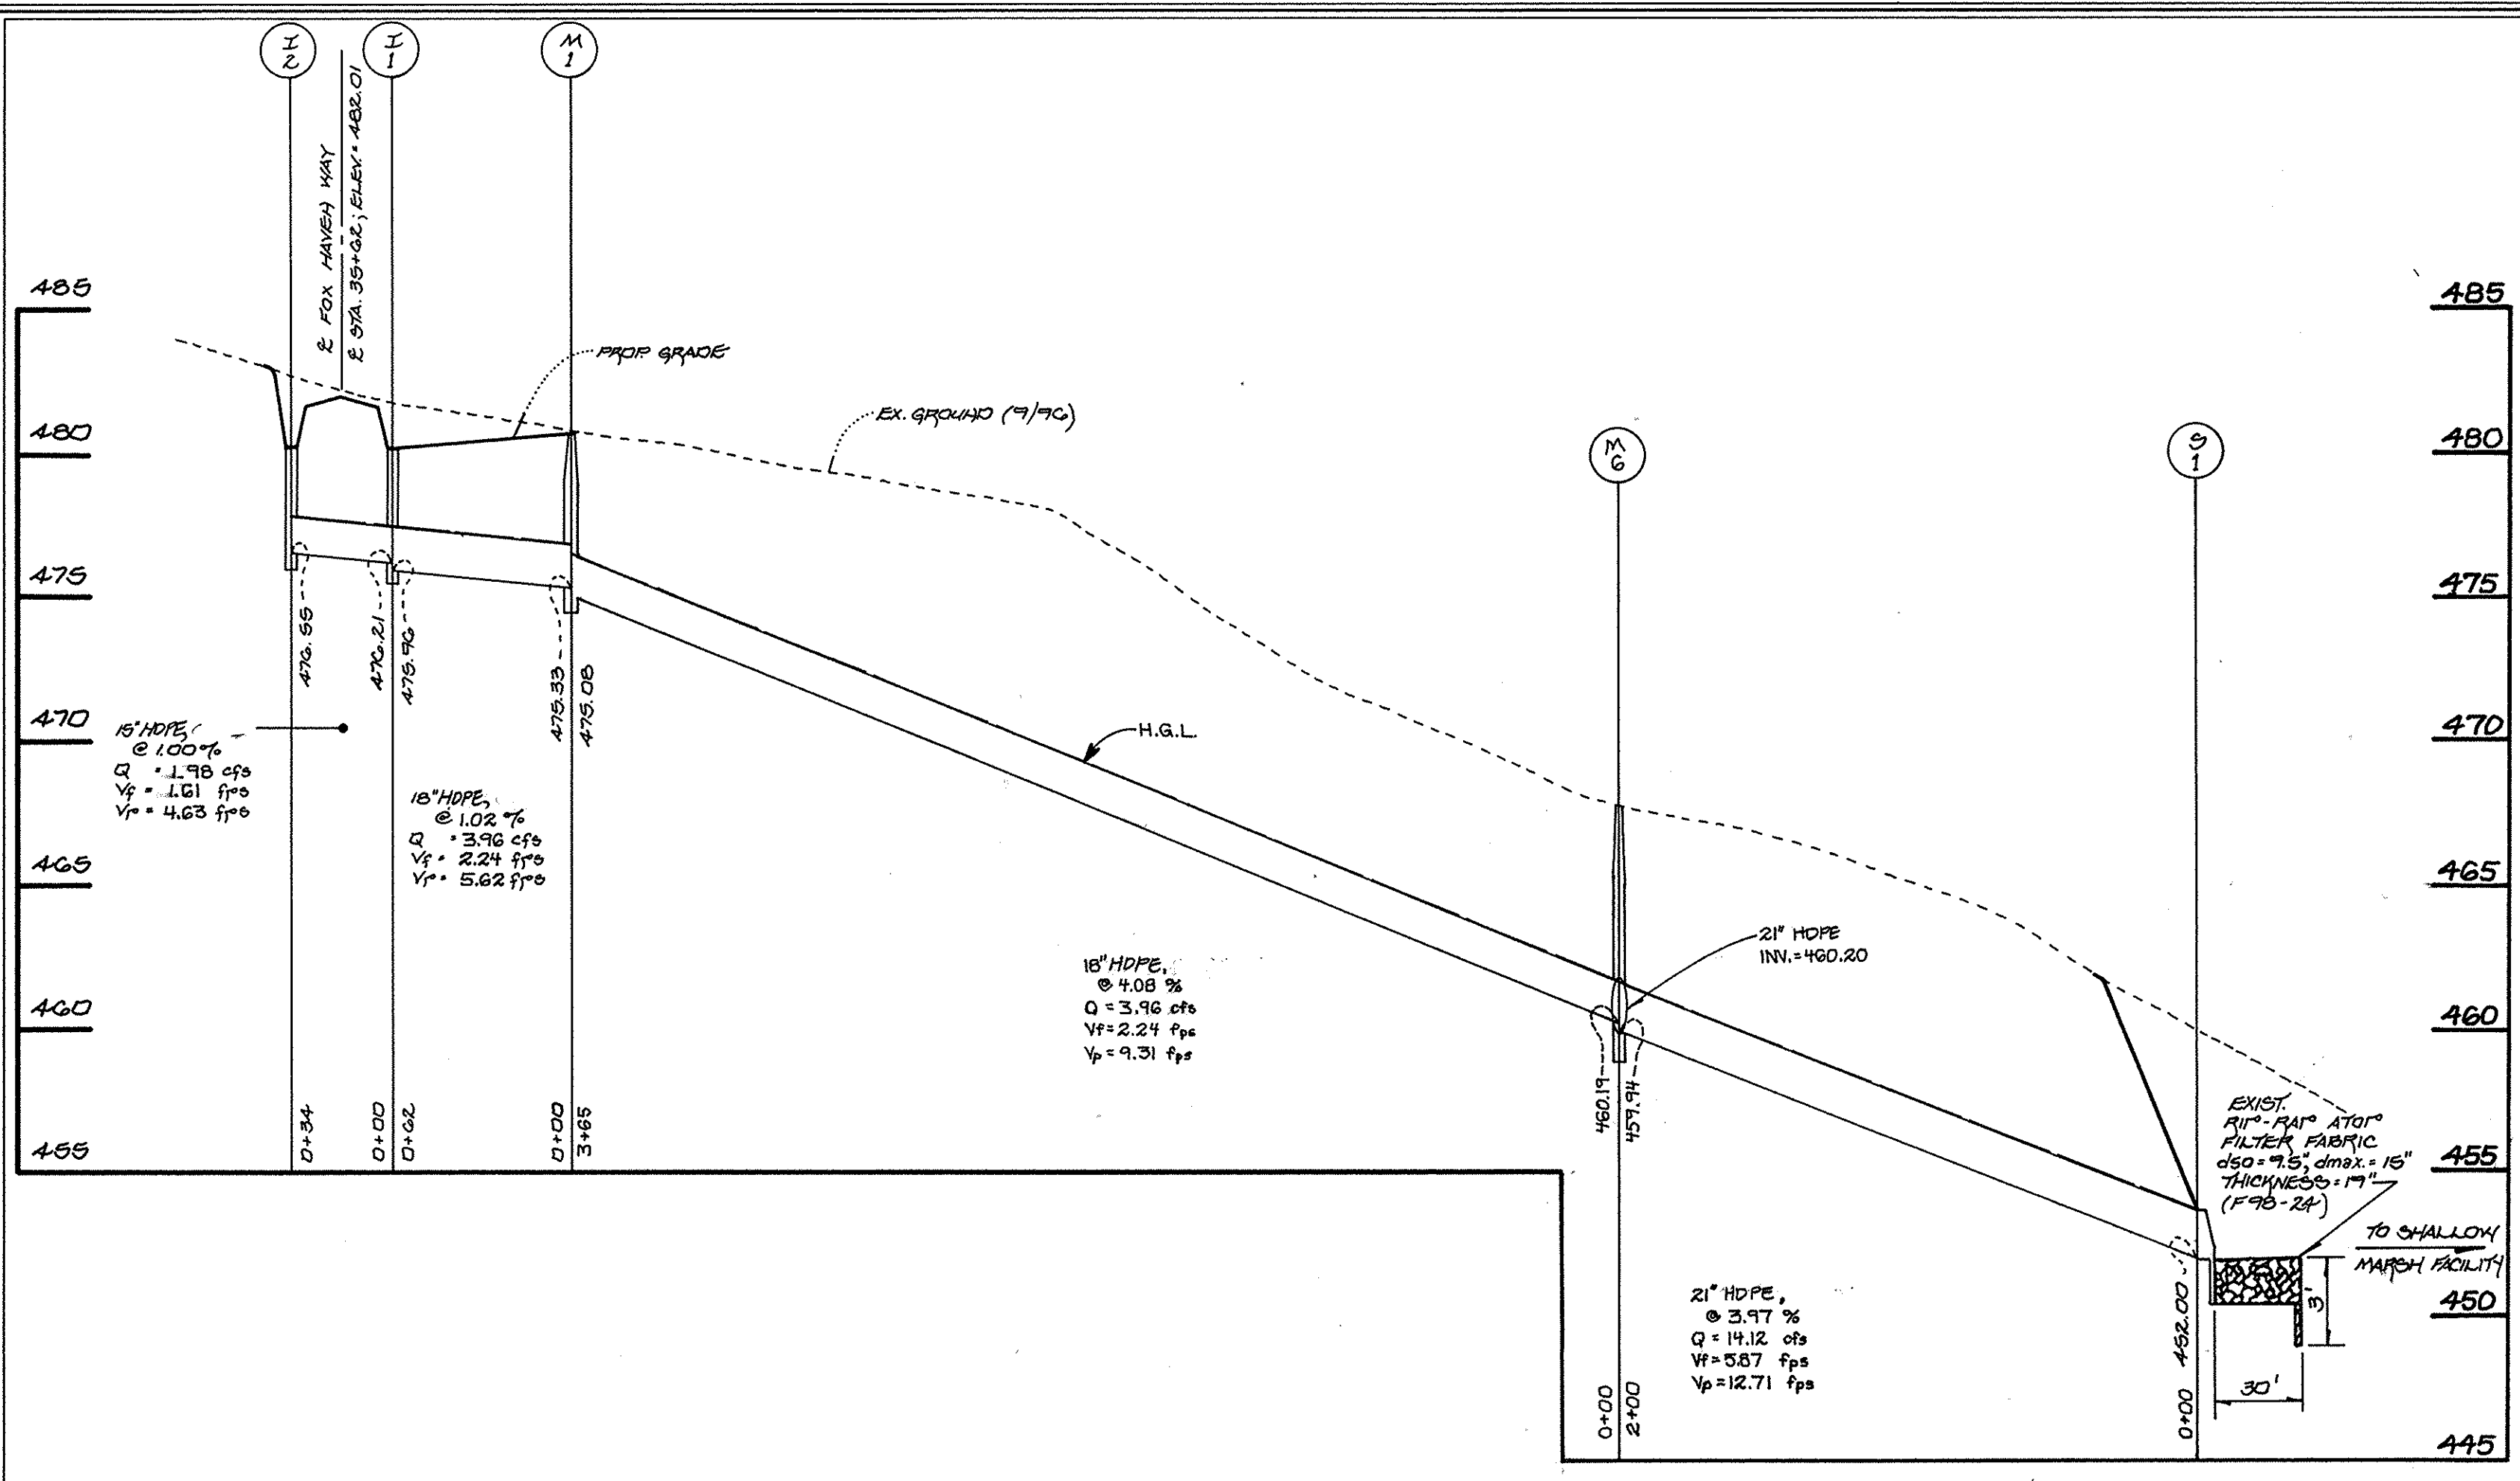 I
2
I
1
M
1
℄ FOX HAVEN WAY
℄ STA. 35+62; ELEV. = 482.01
485
480
475
470
465
460
455
PROP. GRADE
EX. GROUND (9/96)
M
6
S
1
485
480
475
470
465
460
455
450
445
476.55
476.21
475.96
475.33
475.08
15" HDPE,
@ 1.00%
Q = 1.98 cfs
Vf = 1.61 fps
Vp = 4.63 fps
18" HDPE,
@ 1.02 %
Q = 3.96 cfs
Vf = 2.24 fps
Vp = 5.62 fps
H.G.L.
18" HDPE,
@ 4.08 %
Q = 3.96 cfs
Vf = 2.24 fps
Vp = 9.31 fps
21" HDPE
INV. = 460.20
460.19
459.94
0+34
0+00
0+62
0+00
3+65
EXIST.
RIP-RAP ATOP
FILTER FABRIC
d50 = 9.5", dmax. = 15"
THICKNESS = 19"
(F98-24)
TO SHALLOW
MARSH FACILITY
3'
30'
21" HDPE,
@ 3.97 %
Q = 14.12 cfs
Vf = 5.87 fps
Vp = 12.71 fps
0+00
2+00
0+00
452.00